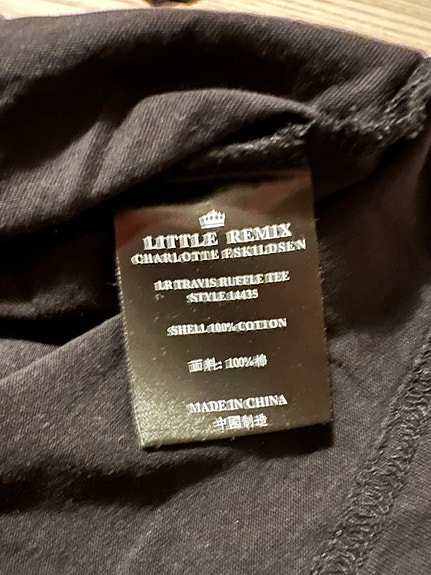 LITTLE REMIX
CHARLOTTE ESKILDSEN
LR TRAVIS RUFFLE TEE
STYLE 14435
SHELL 100% COTTON
面料: 100%棉
MADE IN CHINA
中國制造